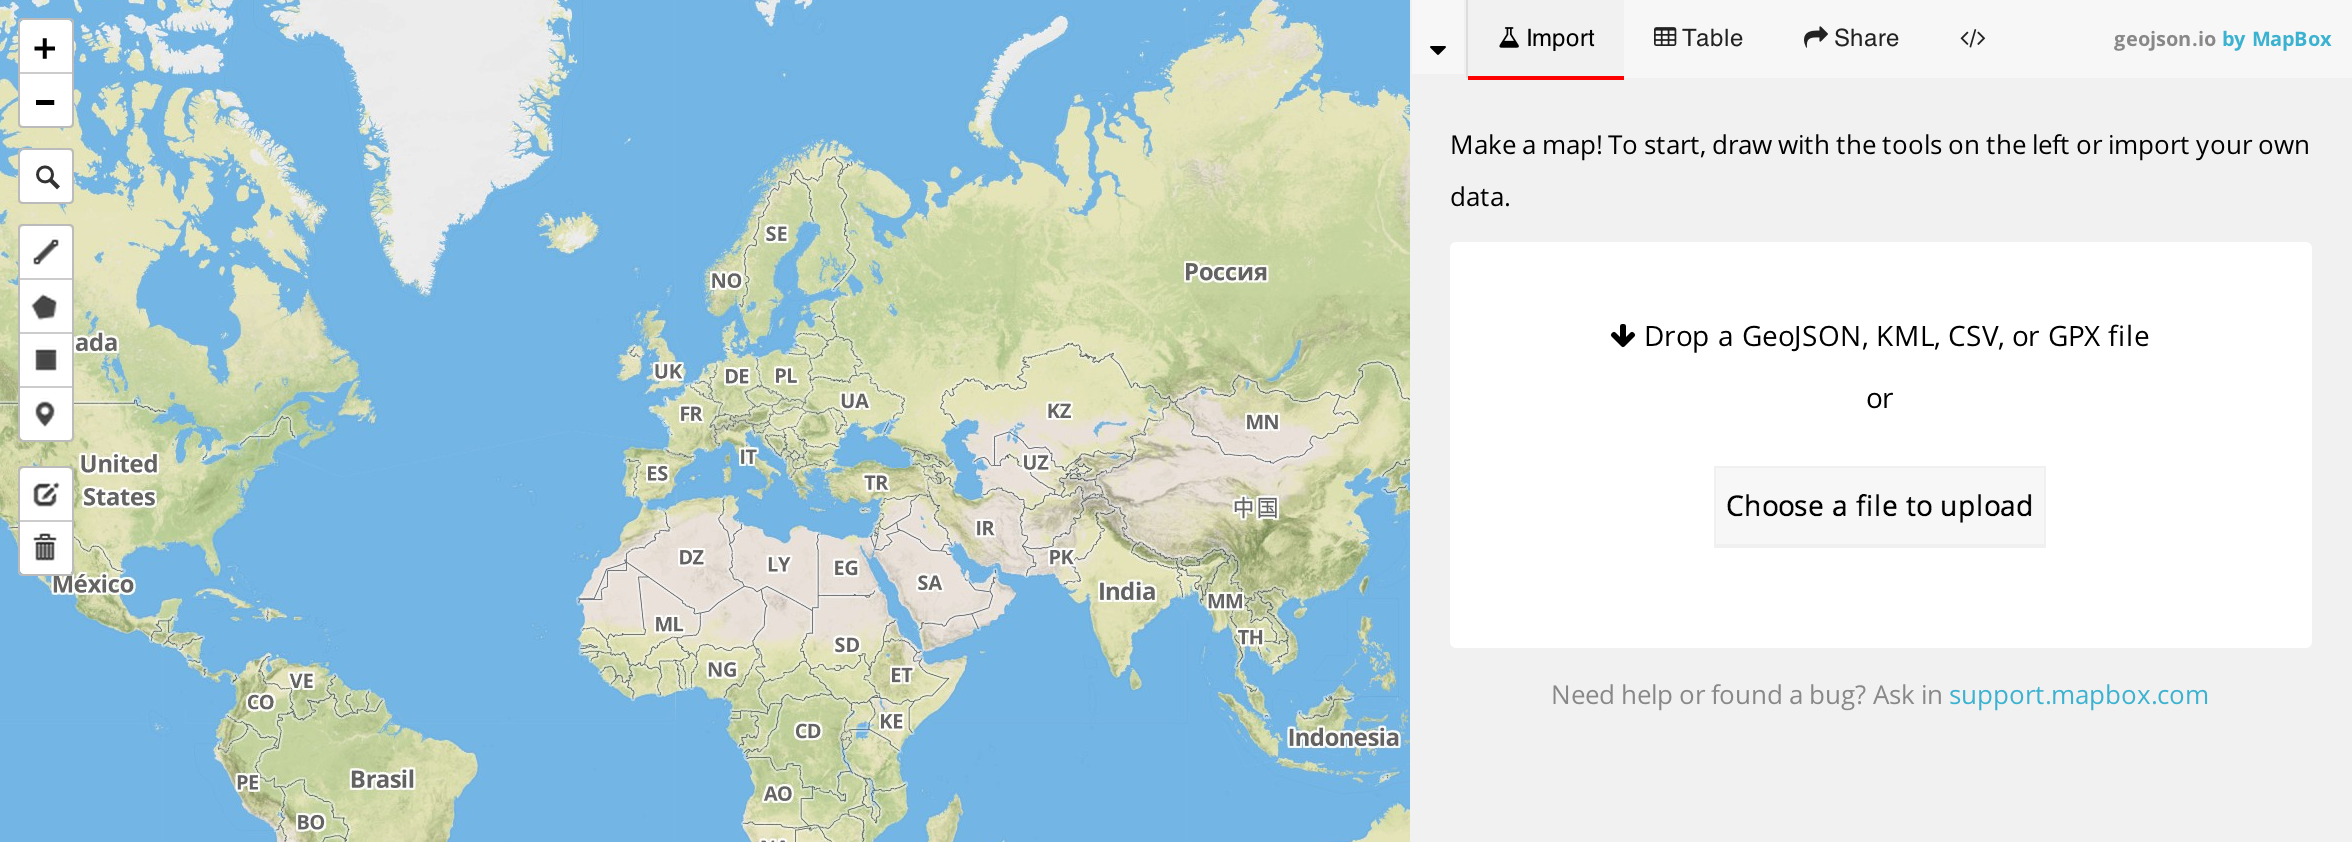 +
−
ada
United
States
México
VE
CO
PE
Brasil
BO
SE
NO
Россия
UK
DE
PL
FR
UA
KZ
MN
IT
ES
UZ
TR
中国
IR
DZ
LY
EG
PK
SA
India
MM
ML
TH
SD
NG
ET
KE
CD
Indonesia
AO
Import
Table
Share
</>
geojson.io by MapBox
Make a map! To start, draw with the tools on the left or import your own
data.
Drop a GeoJSON, KML, CSV, or GPX file
or
Choose a file to upload
Need help or found a bug? Ask in support.mapbox.com